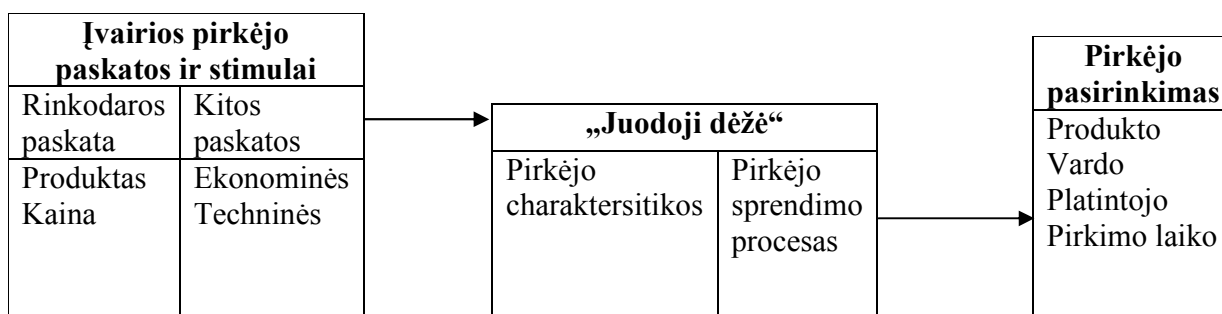 Įvairios pirkėjo
paskatos ir stimulai
Rinkodaros
paskata
Kitos
paskatos
Produktas
Kaina
Ekonominės
Techninės
„Juodoji dėžė“
Pirkėjo
charaktersitikos
Pirkėjo
sprendimo
procesas
Pirkėjo
pasirinkimas
Produkto
Vardo
Platintojo
Pirkimo laiko